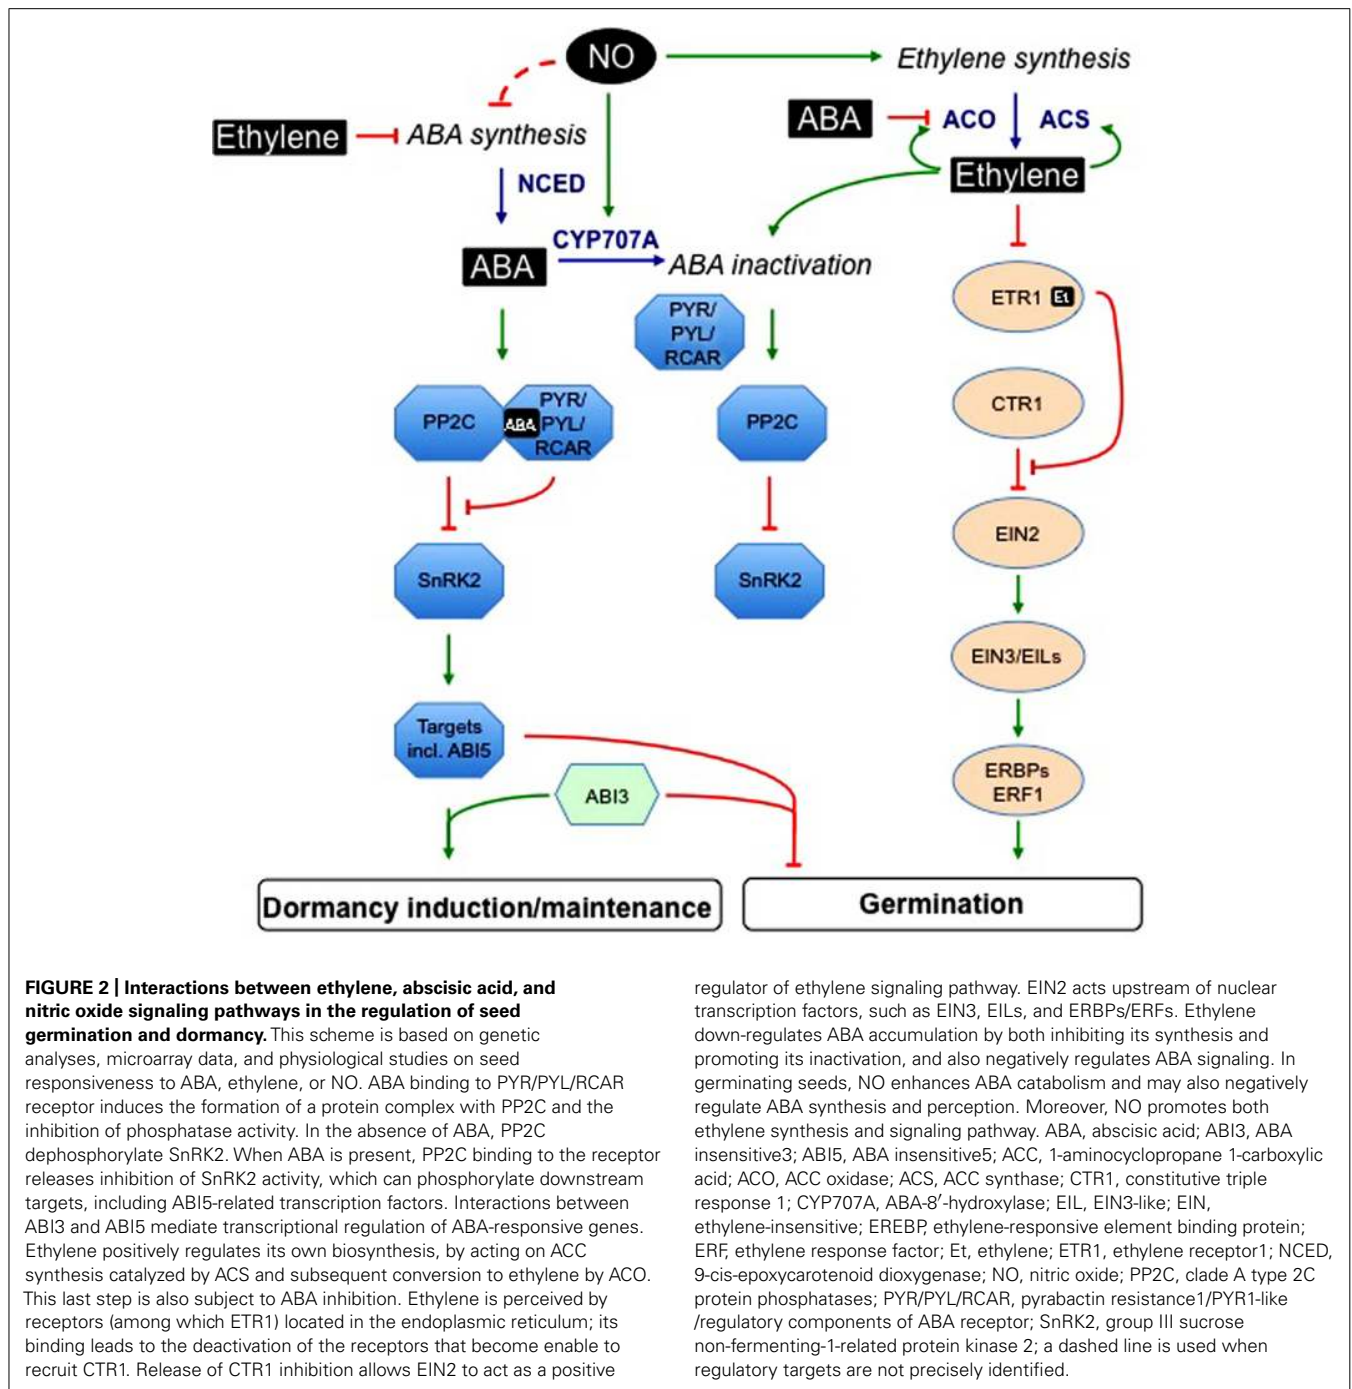 NO
Ethylene synthesis
Ethylene
ABA synthesis
ABA
ACO
ACS
NCED
Ethylene
CYP707A
ABA
ABA inactivation
ETR1
Et
PYR/
PYL/
RCAR
CTR1
PP2C
ABA
PYR/
PYL/
RCAR
PP2C
EIN2
SnRK2
SnRK2
EIN3/EILs
Targets
incl. ABI5
ERBPs
ERF1
ABI3
Dormancy induction/maintenance
Germination
FIGURE 2 | Interactions between ethylene, abscisic acid, and
nitric oxide signaling pathways in the regulation of seed
germination and dormancy. This scheme is based on genetic
analyses, microarray data, and physiological studies on seed
responsiveness to ABA, ethylene, or NO. ABA binding to PYR/PYL/RCAR
receptor induces the formation of a protein complex with PP2C and the
inhibition of phosphatase activity. In the absence of ABA, PP2C
dephosphorylate SnRK2. When ABA is present, PP2C binding to the receptor
releases inhibition of SnRK2 activity, which can phosphorylate downstream
targets, including ABI5-related transcription factors. Interactions between
ABI3 and ABI5 mediate transcriptional regulation of ABA-responsive genes.
Ethylene positively regulates its own biosynthesis, by acting on ACC
synthesis catalyzed by ACS and subsequent conversion to ethylene by ACO.
This last step is also subject to ABA inhibition. Ethylene is perceived by
receptors (among which ETR1) located in the endoplasmic reticulum; its
binding leads to the deactivation of the receptors that become enable to
recruit CTR1. Release of CTR1 inhibition allows EIN2 to act as a positive
regulator of ethylene signaling pathway. EIN2 acts upstream of nuclear
transcription factors, such as EIN3, EILs, and ERBPs/ERFs. Ethylene
down-regulates ABA accumulation by both inhibiting its synthesis and
promoting its inactivation, and also negatively regulates ABA signaling. In
germinating seeds, NO enhances ABA catabolism and may also negatively
regulate ABA synthesis and perception. Moreover, NO promotes both
ethylene synthesis and signaling pathway. ABA, abscisic acid; ABI3, ABA
insensitive3; ABI5, ABA insensitive5; ACC, 1-aminocyclopropane 1-carboxylic
acid; ACO, ACC oxidase; ACS, ACC synthase; CTR1, constitutive triple
response 1; CYP707A, ABA-8′-hydroxylase; EIL, EIN3-like; EIN,
ethylene-insensitive; EREBP, ethylene-responsive element binding protein;
ERF, ethylene response factor; Et, ethylene; ETR1, ethylene receptor1; NCED,
9-cis-epoxycarotenoid dioxygenase; NO, nitric oxide; PP2C, clade A type 2C
protein phosphatases; PYR/PYL/RCAR, pyrabactin resistance1/PYR1-like
/regulatory components of ABA receptor; SnRK2, group III sucrose
non-fermenting-1-related protein kinase 2; a dashed line is used when
regulatory targets are not precisely identified.